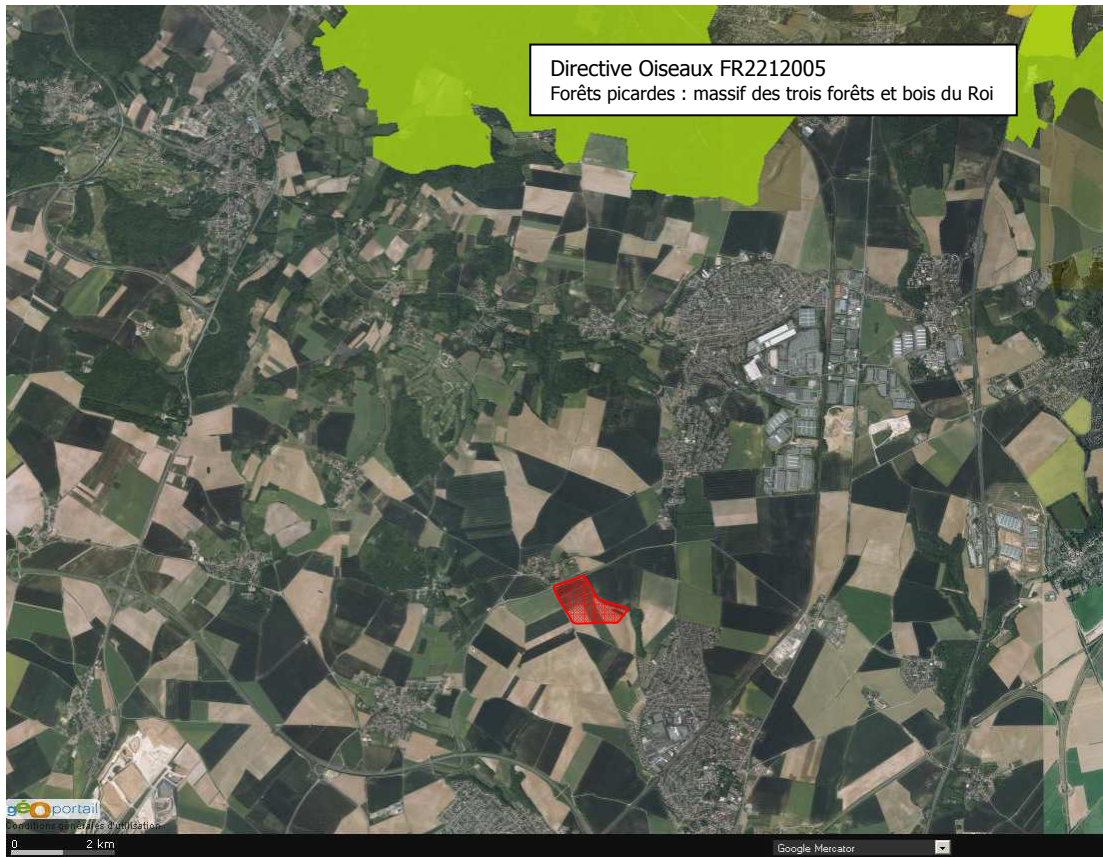 Directive Oiseaux FR2212005
Forêts picardes : massif des trois forêts et bois du Roi
géoportail
Conditions générales d'utilisation
0 2 km
Google Mercator